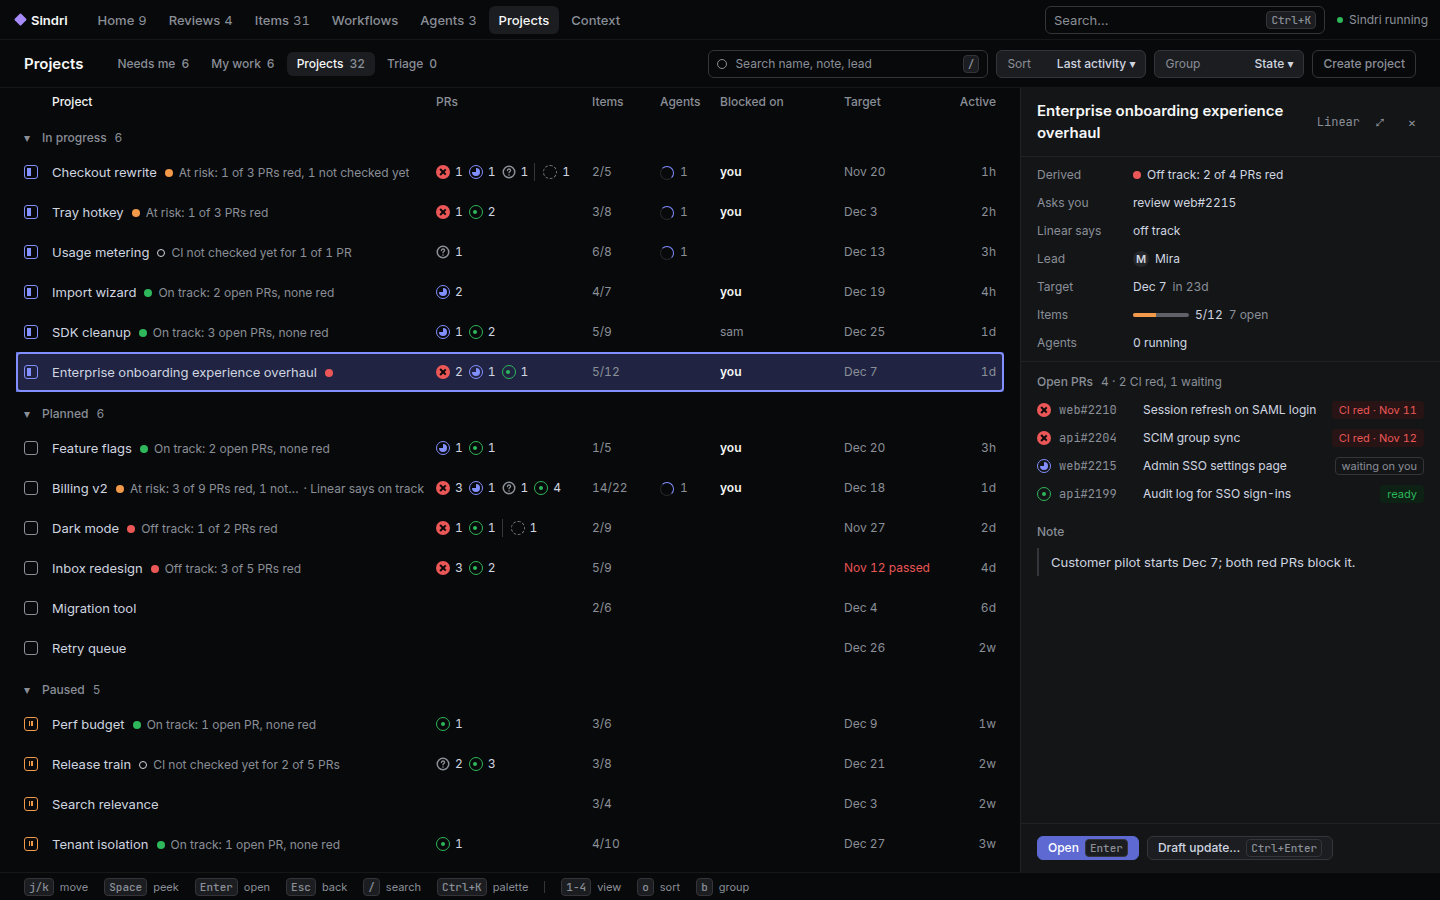 Sindri Home 9 Reviews 4 Items 31 Workflows Agents 3 Projects Context Search... Ctrl+K Sindri running
Projects Needs me 6 My work 6 Projects 32 Triage 0 Search name, note, lead / Sort Last activity ▾ Group State ▾ Create project
Project PRs Items Agents Blocked on Target Active
▾ In progress 6
Checkout rewrite At risk: 1 of 3 PRs red, 1 not checked yet 1 1 1 1 2/5 1 you Nov 20 1h
Tray hotkey At risk: 1 of 3 PRs red 1 2 3/8 1 you Dec 3 2h
Usage metering CI not checked yet for 1 of 1 PR 1 6/8 1 Dec 13 3h
Import wizard On track: 2 open PRs, none red 2 4/7 you Dec 19 4h
SDK cleanup On track: 3 open PRs, none red 1 2 5/9 sam Dec 25 1d
Enterprise onboarding experience overhaul 2 1 1 5/12 you Dec 7 1d
▾ Planned 6
Feature flags On track: 2 open PRs, none red 1 1 1/5 you Dec 20 3h
Billing v2 At risk: 3 of 9 PRs red, 1 not... · Linear says on track 3 1 1 4 14/22 1 you Dec 18 1d
Dark mode Off track: 1 of 2 PRs red 1 1 1 2/9 Nov 27 2d
Inbox redesign Off track: 3 of 5 PRs red 3 2 5/9 Nov 12 passed 4d
Migration tool 2/6 Dec 4 6d
Retry queue Dec 26 2w
▾ Paused 5
Perf budget On track: 1 open PR, none red 1 3/6 Dec 9 1w
Release train CI not checked yet for 2 of 5 PRs 2 3 3/8 Dec 21 2w
Search relevance 3/4 Dec 3 2w
Tenant isolation On track: 1 open PR, none red 1 4/10 Dec 27 3w
Enterprise onboarding experience
overhaul
Linear ⤢ ×
Derived Off track: 2 of 4 PRs red
Asks you review web#2215
Linear says off track
Lead M Mira
Target Dec 7 in 23d
Items 5/12 7 open
Agents 0 running
Open PRs 4 · 2 CI red, 1 waiting
web#2210 Session refresh on SAML login CI red · Nov 11
api#2204 SCIM group sync CI red · Nov 12
web#2215 Admin SSO settings page waiting on you
api#2199 Audit log for SSO sign-ins ready
Note
Customer pilot starts Dec 7; both red PRs block it.
Open Enter Draft update... Ctrl+Enter
j/k move Space peek Enter open Esc back / search Ctrl+K palette 1-4 view o sort b group